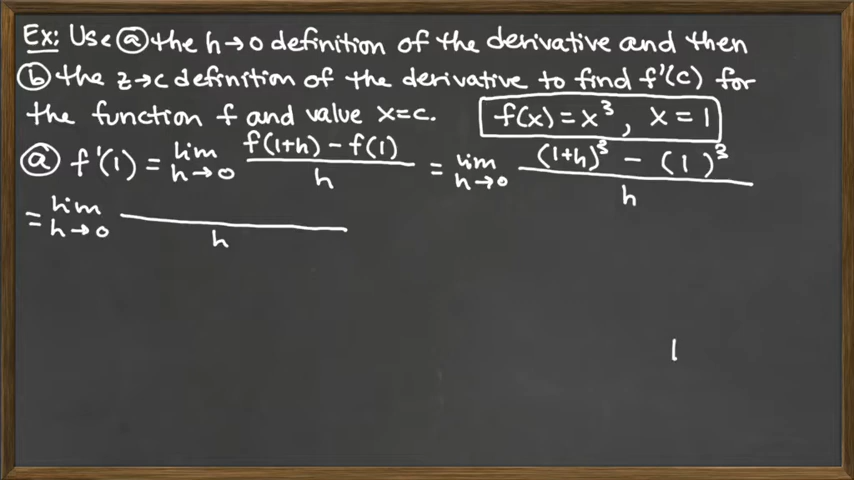 Ex: Use ⓐ the h→0 definition of the derivative and then
ⓑ the z→c definition of the derivative to find f'(c) for
the function f and value x=c. f(x) = x³, x = 1
ⓐ f'(1) = lim h→0 (f(1+h) - f(1))/h = lim h→0 ((1+h)³ - (1)³)/h
= lim h→0 ——— h
1